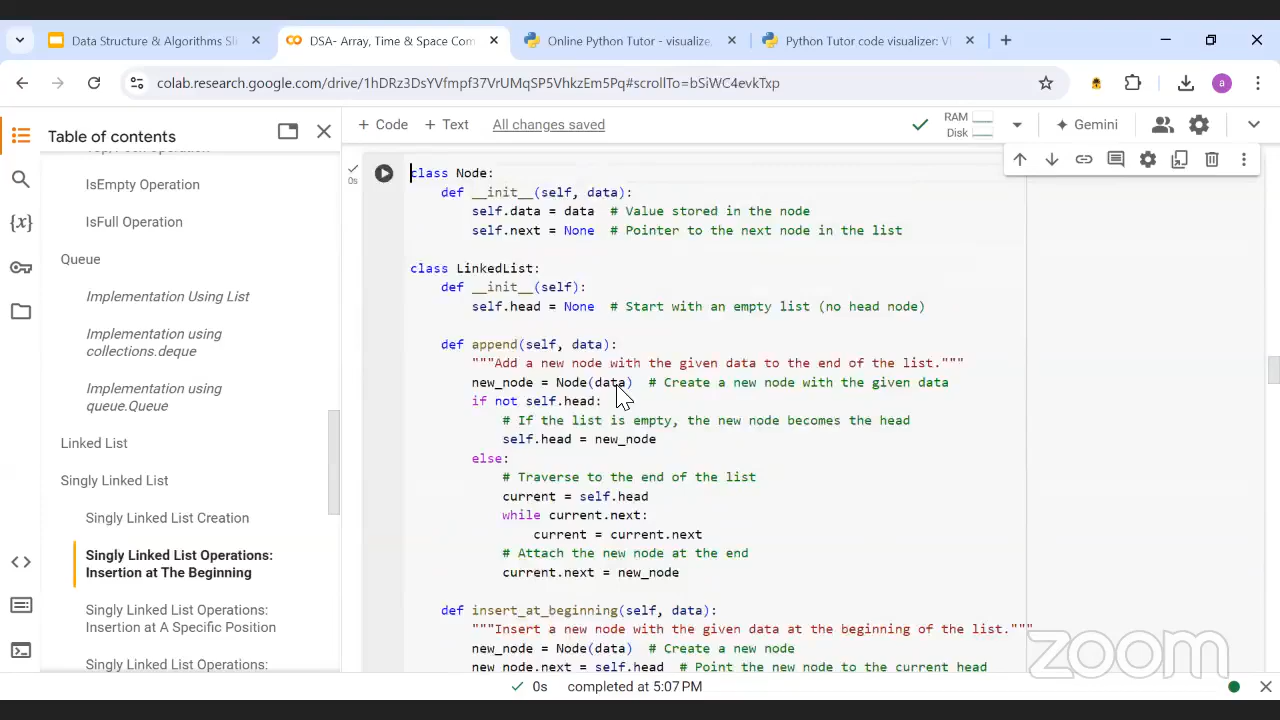 Data Structure & Algorithms Sli
DSA- Array, Time & Space Com
Online Python Tutor - visualize
Python Tutor code visualizer: Vi
colab.research.google.com/drive/1hDRz3DsYVfmpf37VrUMqSP5VhkzEm5Pq#scrollTo=bSiWC4evkTxp
a
Table of contents
+ Code
+ Text
All changes saved
RAM
Disk
Gemini
IsEmpty Operation
IsFull Operation
Queue
Implementation Using List
Implementation using
collections.deque
Implementation using
queue.Queue
Linked List
Singly Linked List
Singly Linked List Creation
Singly Linked List Operations:
Insertion at The Beginning
Singly Linked List Operations:
Insertion at A Specific Position
Singly Linked List Operations:
0s
class Node:
def __init__(self, data):
self.data = data # Value stored in the node
self.next = None # Pointer to the next node in the list
class LinkedList:
def __init__(self):
self.head = None # Start with an empty list (no head node)
def append(self, data):
"""Add a new node with the given data to the end of the list."""
new_node = Node(data) # Create a new node with the given data
if not self.head:
# If the list is empty, the new node becomes the head
self.head = new_node
else:
# Traverse to the end of the list
current = self.head
while current.next:
current = current.next
# Attach the new node at the end
current.next = new_node
def insert_at_beginning(self, data):
"""Insert a new node with the given data at the beginning of the list."""
new_node = Node(data) # Create a new node
new_node.next = self.head # Point the new node to the current head
zoom
0s completed at 5:07 PM